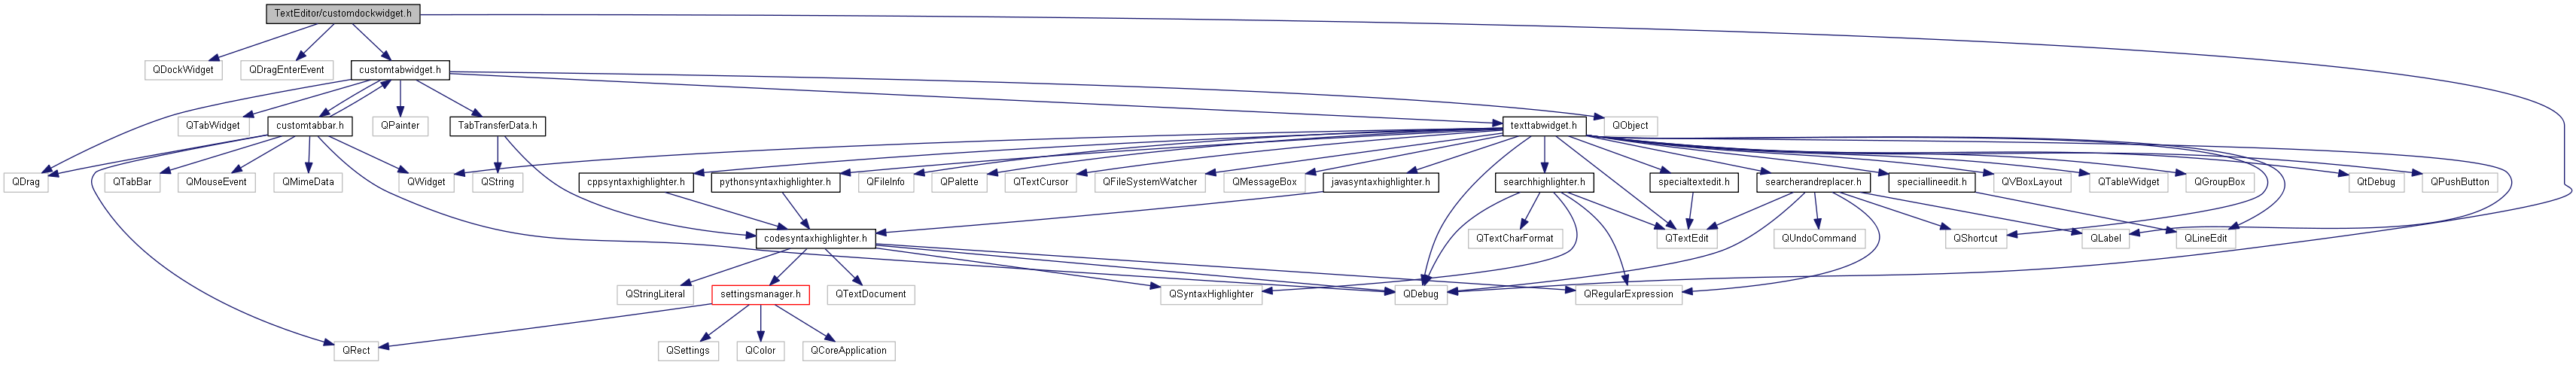 TextEditor/customdockwidget.h
QDockWidget
QDragEnterEvent
customtabwidget.h
QTabWidget
customtabbar.h
QPainter
TabTransferData.h
texttabwidget.h
QObject
QDrag
QTabBar
QMouseEvent
QMimeData
QWidget
QString
cppsyntaxhighlighter.h
pythonsyntaxhighlighter.h
QFileInfo
QPalette
QTextCursor
QFileSystemWatcher
QMessageBox
javasyntaxhighlighter.h
searchhighlighter.h
specialtextedit.h
searcherandreplacer.h
speciallineedit.h
QVBoxLayout
QTableWidget
QGroupBox
QtDebug
QPushButton
codesyntaxhighlighter.h
QTextCharFormat
QTextEdit
QUndoCommand
QShortcut
QLabel
QLineEdit
QStringLiteral
settingsmanager.h
QTextDocument
QSyntaxHighlighter
QDebug
QRegularExpression
QRect
QSettings
QColor
QCoreApplication